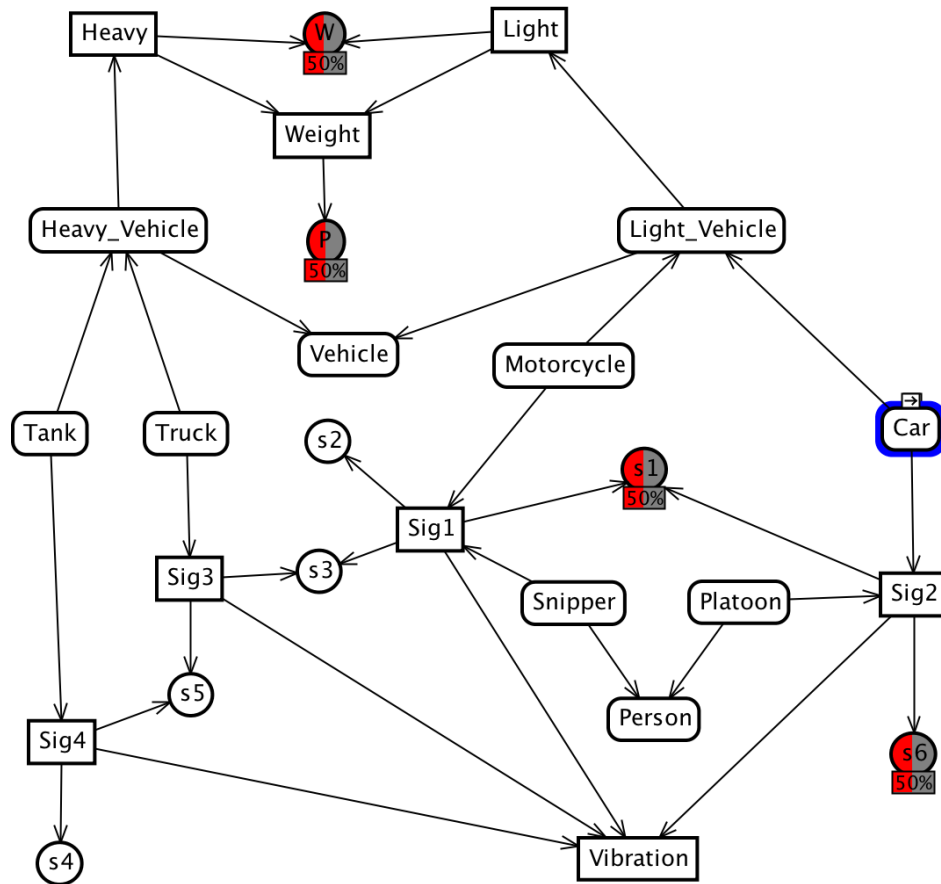 Heavy
W
50%
Light
Weight
Heavy_Vehicle
P
50%
Light_Vehicle
Vehicle
Motorcycle
Tank
Truck
s2
s1
50%
Car
Sig1
Sig3
s3
Snipper
Platoon
Sig2
s5
Person
Sig4
s6
50%
s4
Vibration